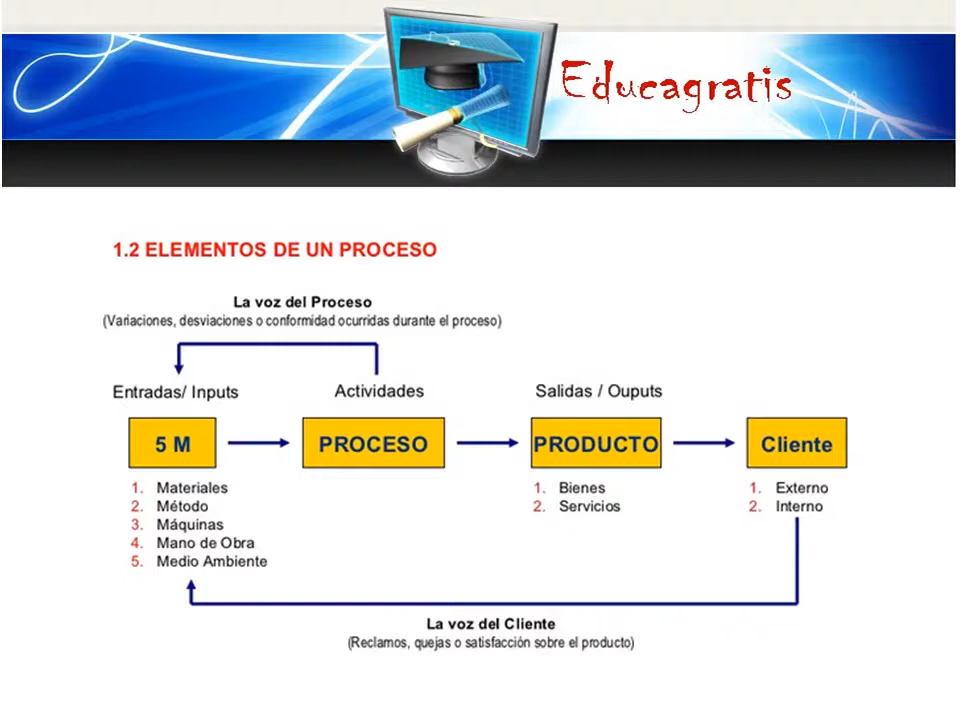 Educagratis
1.2 ELEMENTOS DE UN PROCESO
La voz del Proceso
(Variaciones, desviaciones o conformidad ocurridas durante el proceso)
Entradas/ Inputs
Actividades
Salidas / Ouputs
5 M
PROCESO
PRODUCTO
Cliente
1. Materiales
2. Método
3. Máquinas
4. Mano de Obra
5. Medio Ambiente
1. Bienes
2. Servicios
1. Externo
2. Interno
La voz del Cliente
(Reclamos, quejas o satisfacción sobre el producto)